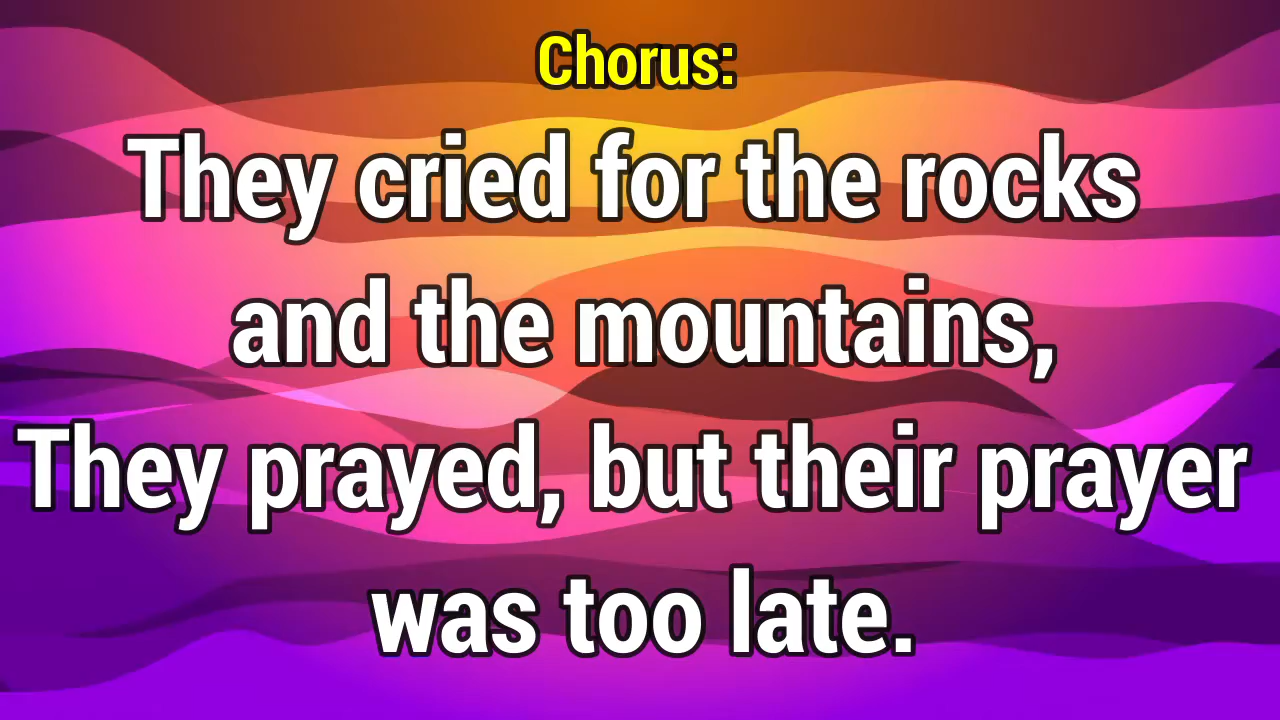 Chorus:
They cried for the rocks
and the mountains,
They prayed, but their prayer
was too late.